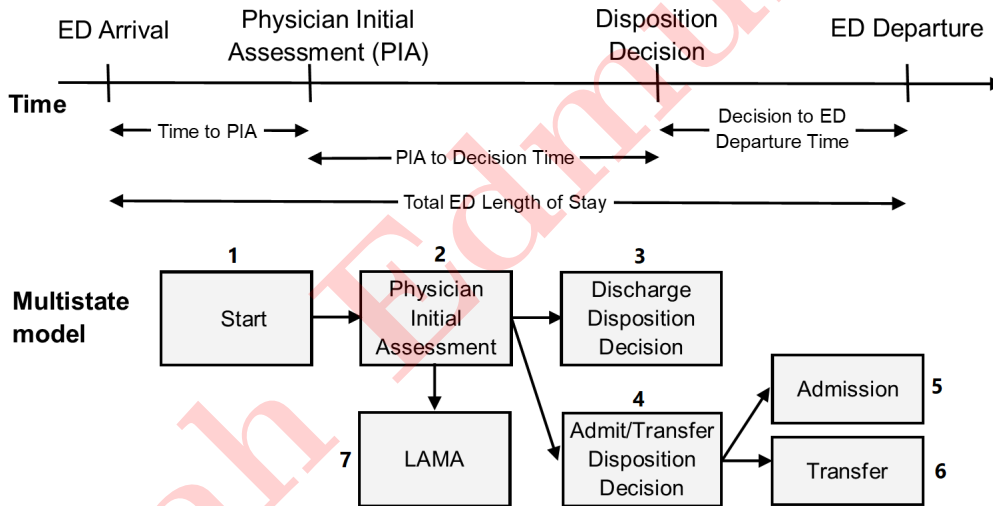 ED Arrival
Physician Initial
Assessment (PIA)
Disposition
Decision
ED Departure
Time
Time to PIA
PIA to Decision Time
Decision to ED
Departure Time
Total ED Length of Stay
Multistate
model
1
Start
2
Physician
Initial
Assessment
3
Discharge
Disposition
Decision
7
LAMA
4
Admit/Transfer
Disposition
Decision
Admission
5
Transfer
6
ah Edmu